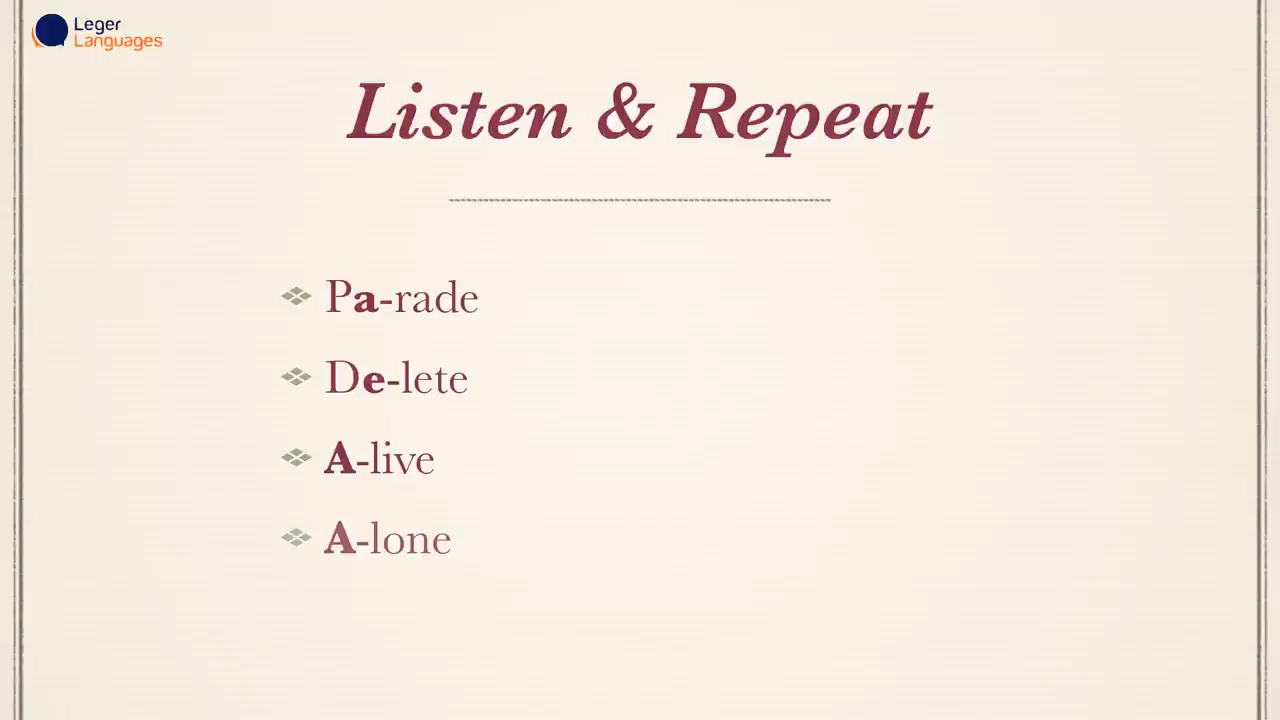 Leger
Languages
Listen & Repeat
Pa-rade
De-lete
A-live
A-lone